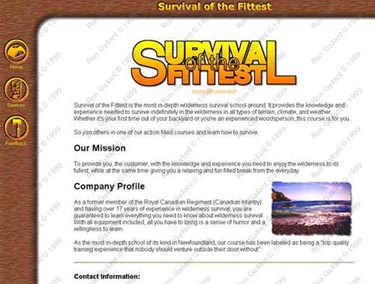 Survival of the Fittest
SURVIVAL
of the
FITTEST
learn to survive!
Home
Services
Feedback
Survival of the Fittest is the most in-depth wilderness survival school around. It provides the knowledge and
experience needed to survive indefinitely in the wilderness in all types of terrain, climate, and weather.
Whether it's your first time out of your backyard or you're an experienced woodsperson, this course is for you.
So join others in one of our action filled courses and learn how to survive.
Our Mission
To provide you, the customer, with the knowledge and experience you need to enjoy the wilderness to its
fullest, while at the same time giving you a relaxing and fun filled break from the everyday.
Company Profile
As a former member of the Royal Canadian Regiment (Canadian Infantry)
and having over 17 years of experience in wilderness survival, you are
guaranteed to learn everything you need to know about wilderness survival.
With all equipment included, all you have to bring is a sense of humor and a
willingness to learn.
As the most in-depth school of its kind in Newfoundland, our course has been labeled as being a "top quality
training experience that nobody should venture outside their door without".
Contact Information: